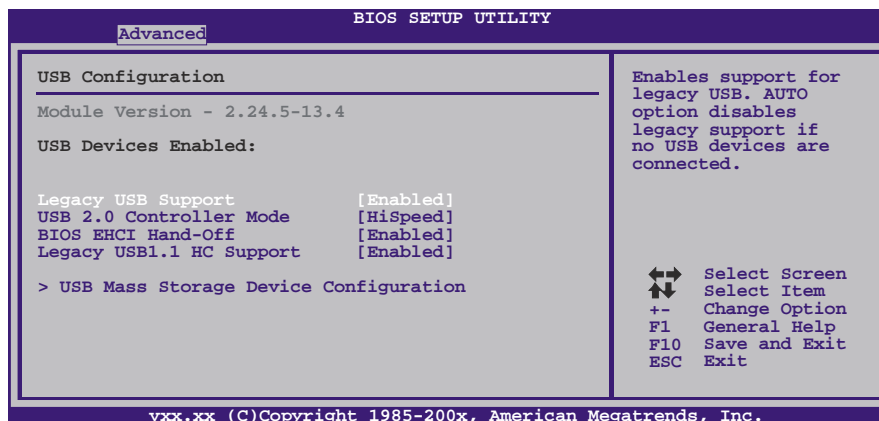 BIOS SETUP UTILITY
Advanced
USB Configuration
Module Version - 2.24.5-13.4
USB Devices Enabled:
Legacy USB Support [Enabled]
USB 2.0 Controller Mode [HiSpeed]
BIOS EHCI Hand-Off [Enabled]
Legacy USB1.1 HC Support [Enabled]
> USB Mass Storage Device Configuration
Enables support for
legacy USB. AUTO
option disables
legacy support if
no USB devices are
connected.
Select Screen
Select Item
+- Change Option
F1 General Help
F10 Save and Exit
ESC Exit
vxx.xx (C)Copyright 1985-200x, American Megatrends, Inc.